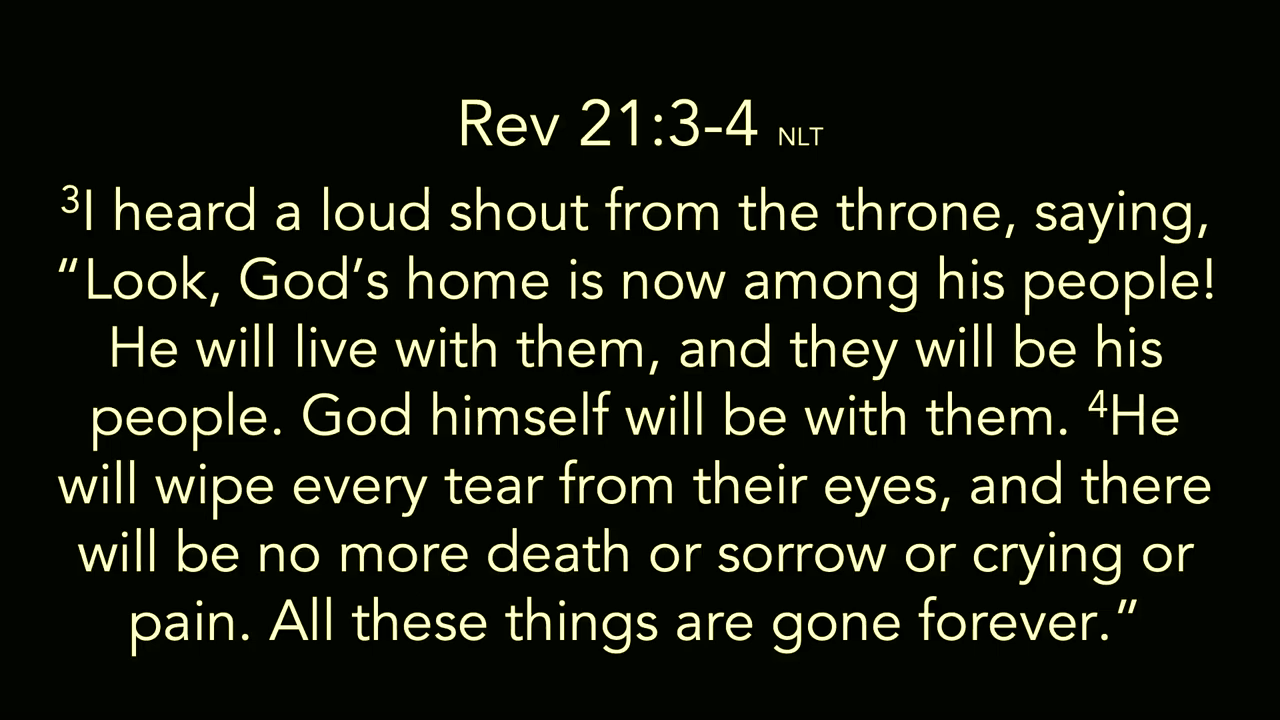 Rev 21:3-4 NLT
³I heard a loud shout from the throne, saying,
“Look, God’s home is now among his people!
He will live with them, and they will be his
people. God himself will be with them. ⁴He
will wipe every tear from their eyes, and there
will be no more death or sorrow or crying or
pain. All these things are gone forever.”